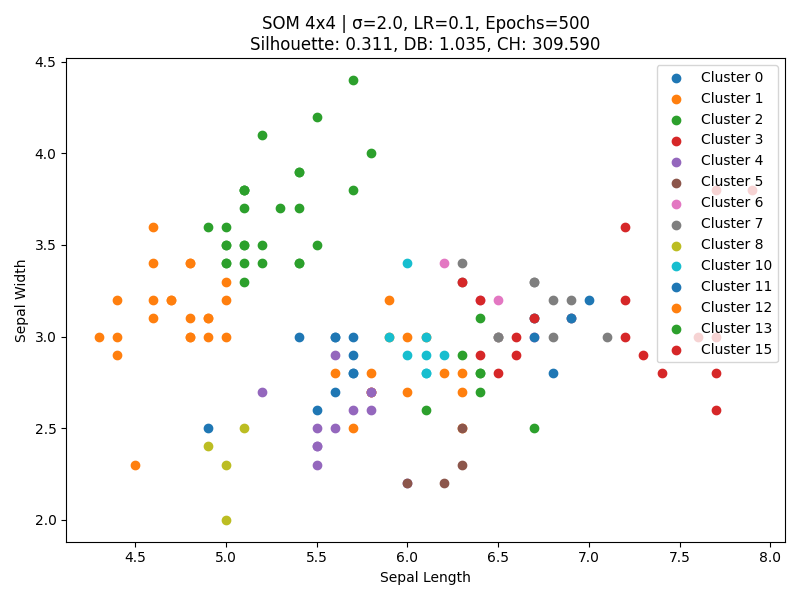 SOM 4x4 | σ=2.0, LR=0.1, Epochs=500
Silhouette: 0.311, DB: 1.035, CH: 309.590
4.5
4.0
3.5
3.0
2.5
2.0
Sepal Width
Cluster 0
Cluster 1
Cluster 2
Cluster 3
Cluster 4
Cluster 5
Cluster 6
Cluster 7
Cluster 8
Cluster 10
Cluster 11
Cluster 12
Cluster 13
Cluster 15
4.5 5.0 5.5 6.0 6.5 7.0 7.5 8.0
Sepal Length